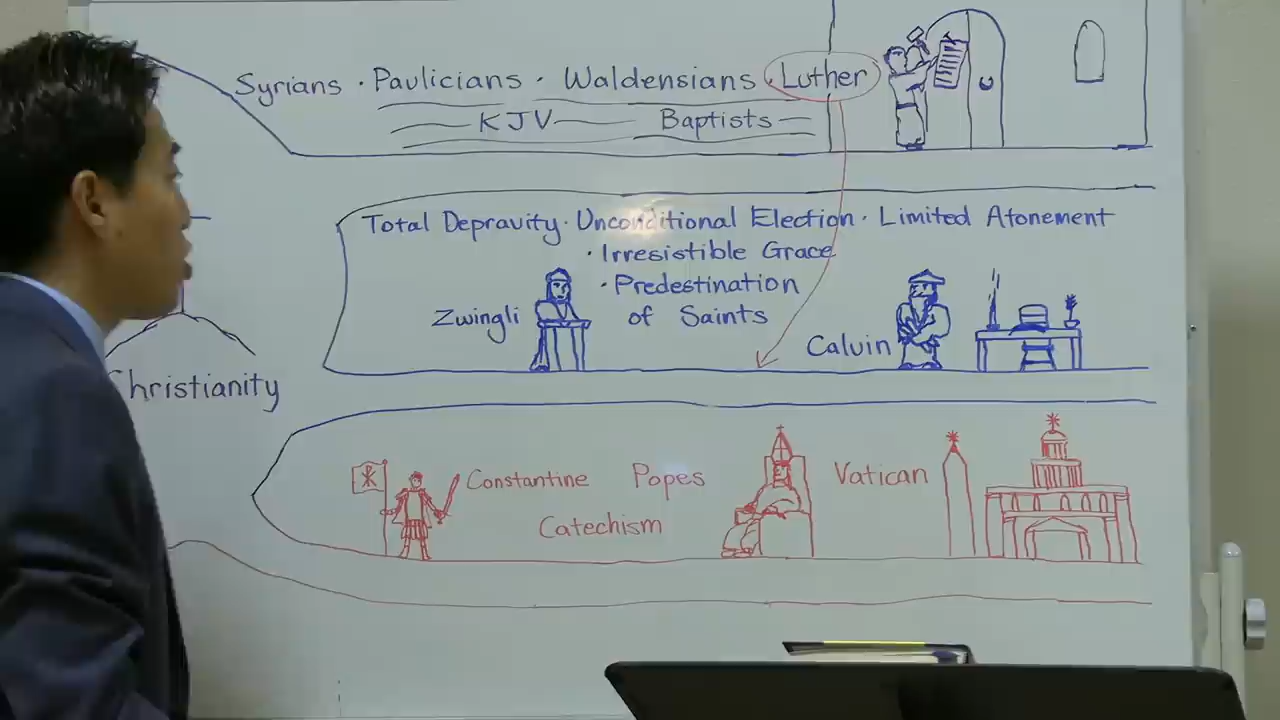 Syrians · Paulicians · Waldensians · Luther
KJV Baptists
Total Depravity · Unconditional Election · Limited Atonement
· Irresistible Grace
· Predestination
of Saints
Zwingli
Calvin
Christianity
Constantine Popes Vatican
Catechism